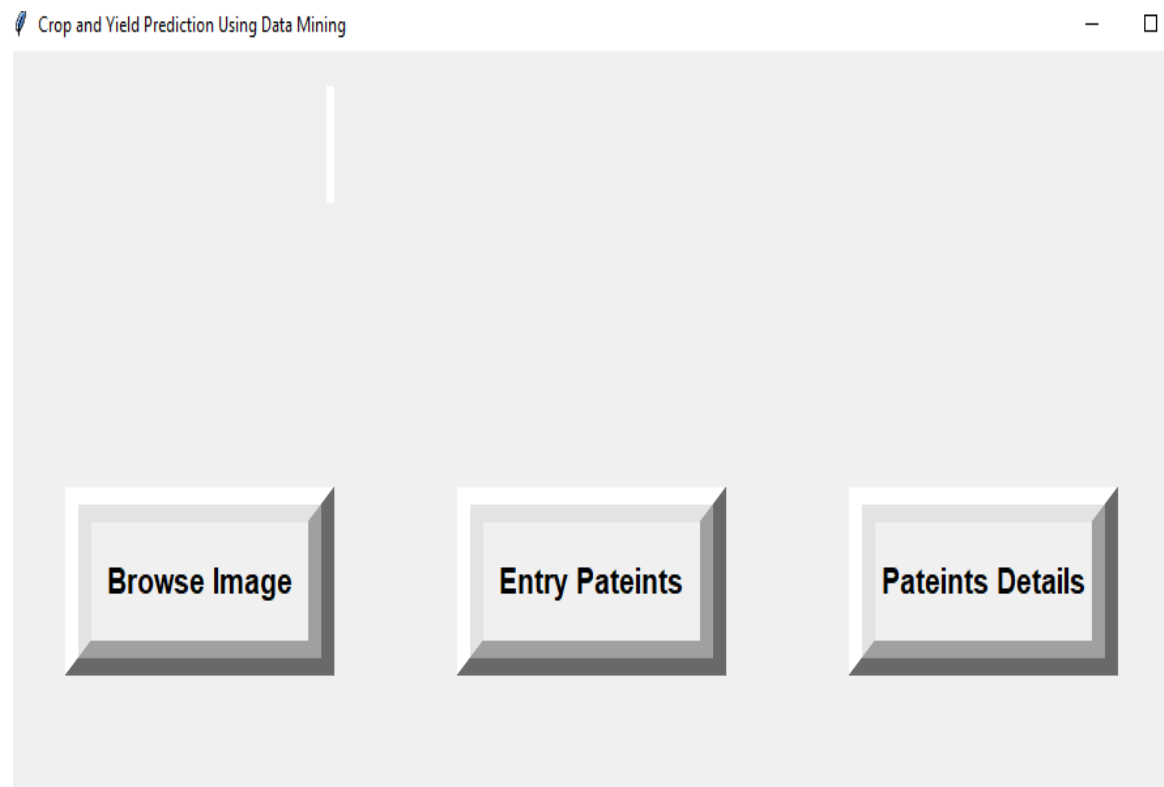 Crop and Yield Prediction Using Data Mining
Browse Image
Entry Pateints
Pateints Details